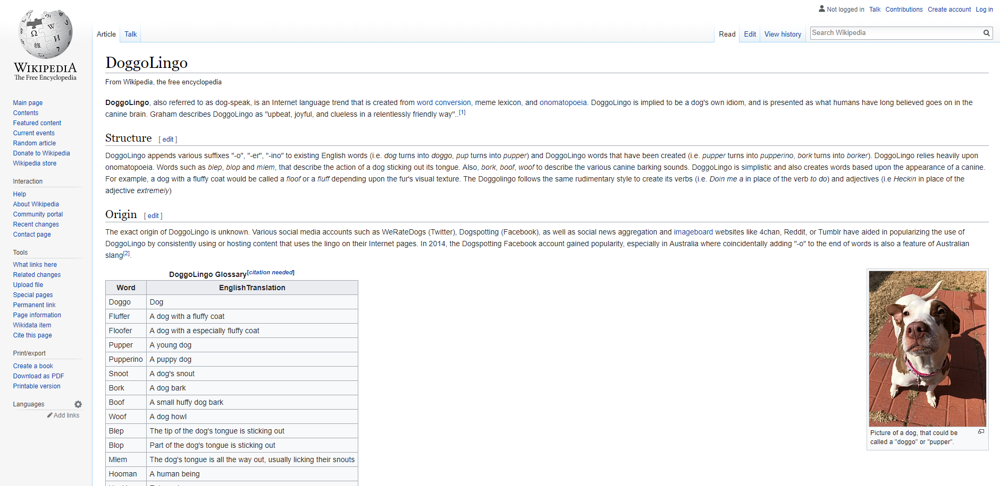 Not logged in Talk Contributions Create account Log in
Article Talk
Read Edit View history
Search Wikipedia
WIKIPEDIA
The Free Encyclopedia
Main page
Contents
Featured content
Current events
Random article
Donate to Wikipedia
Wikipedia store
Interaction
Help
About Wikipedia
Community portal
Recent changes
Contact page
Tools
What links here
Related changes
Upload file
Special pages
Permanent link
Page information
Wikidata item
Cite this page
Print/export
Create a book
Download as PDF
Printable version
Languages
Add links
DoggoLingo
From Wikipedia, the free encyclopedia
DoggoLingo, also referred to as dog-speak, is an Internet language trend that is created from word conversion, meme lexicon, and onomatopoeia. DoggoLingo is implied to be a dog's own idiom, and is presented as what humans have long believed goes on in the
canine brain. Graham describes DoggoLingo as "upbeat, joyful, and clueless in a relentlessly friendly way"..[1]
Structure [ edit ]
DoggoLingo appends various suffixes "-o", "-er", "-ino" to existing English words (i.e. dog turns into doggo, pup turns into pupper) and DoggoLingo words that have been created (i.e. pupper turns into pupperino, bork turns into borker). DoggoLingo relies heavily upon
onomatopoeia. Words such as blep, blop and mlem, that describe the action of a dog sticking out its tongue. Also, bork, boof, woof to describe the various canine barking sounds. DoggoLingo is simplistic and also creates words based upon the appearance of a canine.
For example, a dog with a fluffy coat would be called a floof or a fluff depending upon the fur's visual texture. The Doggolingo follows the same rudimentary style to create its verbs (i.e. Doin me a in place of the verb to do) and adjectives (i.e Heckin in place of the
adjective extremely)
Origin [ edit ]
The exact origin of DoggoLingo is unknown. Various social media accounts such as WeRateDogs (Twitter), Dogspotting (Facebook), as well as social news aggregation and imageboard websites like 4chan, Reddit, or Tumblr have aided in popularizing the use of
DoggoLingo by consistently using or hosting content that uses the lingo on their Internet pages. In 2014, the Dogspotting Facebook account gained popularity, especially in Australia where coincidentally adding "-o" to the end of words is also a feature of Australian
slang[2].
DoggoLingo Glossary[citation needed]
Word EnglishTranslation
Doggo Dog
Fluffer A dog with a fluffy coat
Floofer A dog with a especially fluffy coat
Pupper A young dog
Pupperino A puppy dog
Snoot A dog's snout
Bork A dog bark
Boof A small huffy dog bark
Woof A dog howl
Blep The tip of the dog's tongue is sticking out
Blop Part of the dog's tongue is sticking out
Mlem The dog's tongue is all the way out, usually licking their snouts
Hooman A human being
Picture of a dog, that could be
called a "doggo" or "pupper".